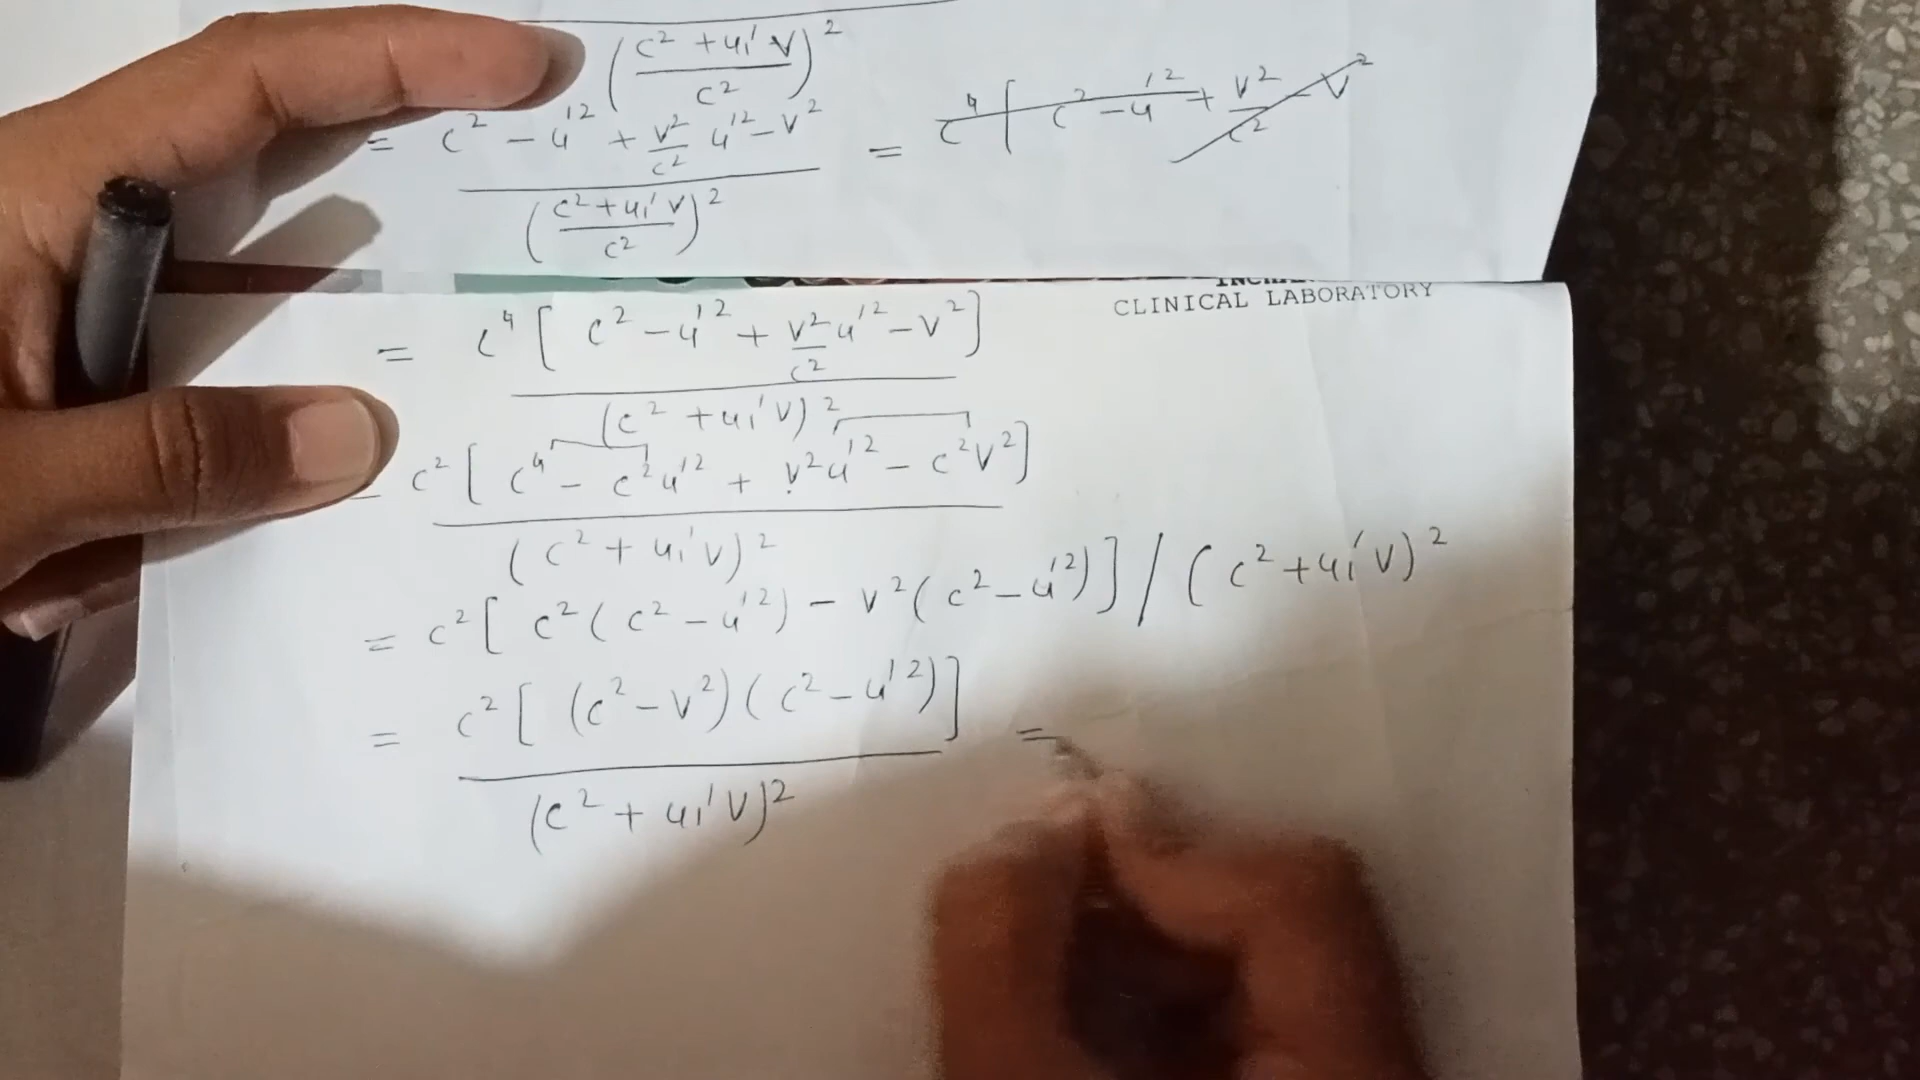 (c² + u₁'v / c²)²
= c² - u'² + v²/c² u'² - v² / ((c² + u₁'v)/c²)² = c⁴[ c² - u'² + v²/c² - v²
CLINICAL LABORATORY
= c⁴ [ c² - u'² + v²/c² u'² - v² ] / (c² + u₁'v)²
= c² [ c⁴ - c²u'² + v²u'² - c²v² ] / (c² + u₁'v)²
= c² [ c² ( c² - u'² ) - v² ( c² - u'² ) ] / ( c² + u₁'v )²
= c² [ (c² - v²) ( c² - u'² ) ] / (c² + u₁'v)² =